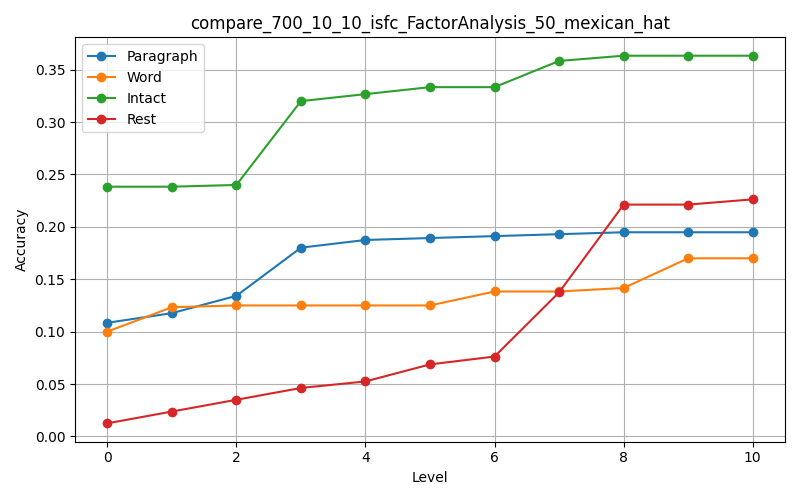 compare_700_10_10_isfc_FactorAnalysis_50_mexican_hat
Paragraph
Word
Intact
Rest
Accuracy
0.35
0.30
0.25
0.20
0.15
0.10
0.05
0.00
0 2 4 6 8 10
Level